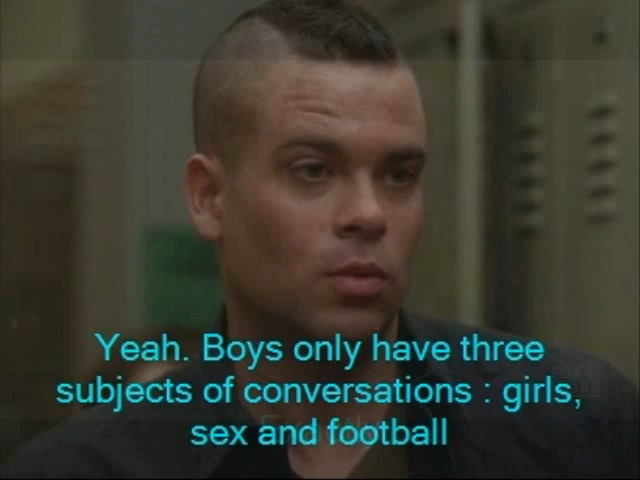 Yeah. Boys only have three
subjects of conversations : girls,
sex and football